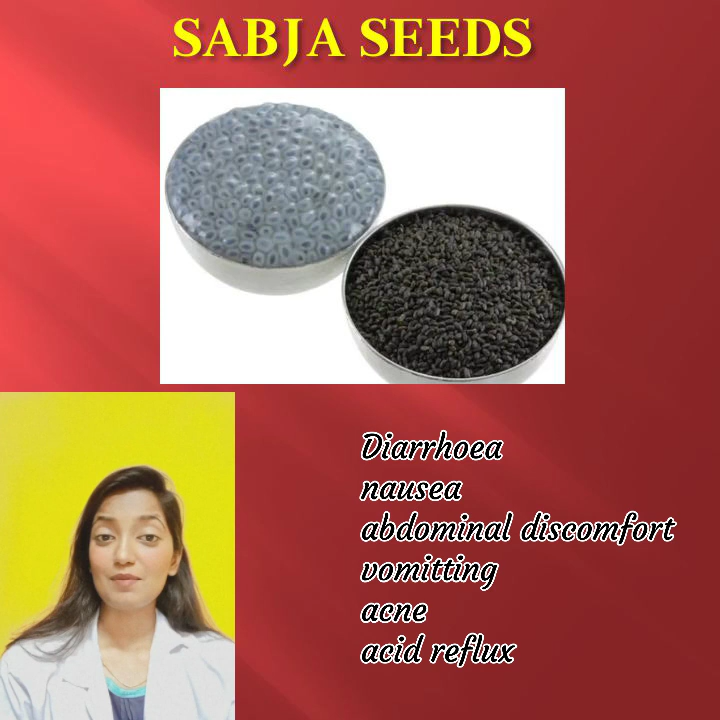 SABJA SEEDS
Diarrhoea
nausea
abdominal discomfort
vomitting
acne
acid reflux